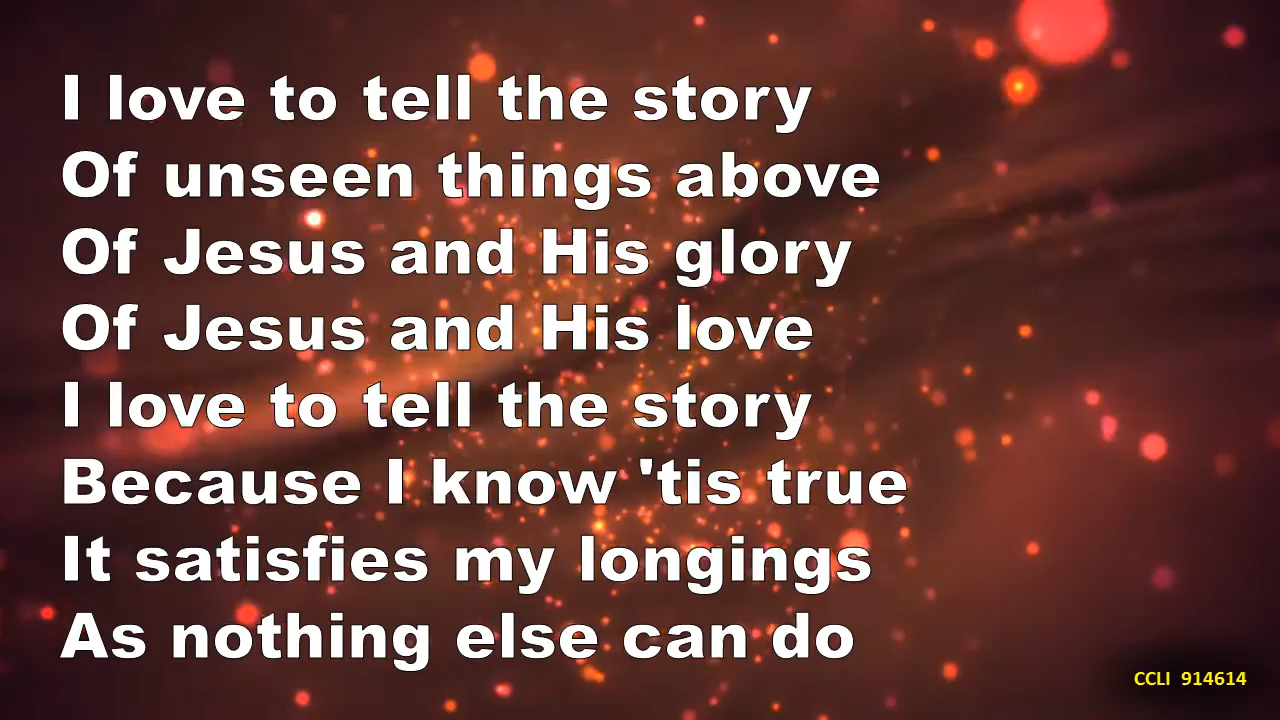 I love to tell the story
Of unseen things above
Of Jesus and His glory
Of Jesus and His love
I love to tell the story
Because I know 'tis true
It satisfies my longings
As nothing else can do
CCLI 914614